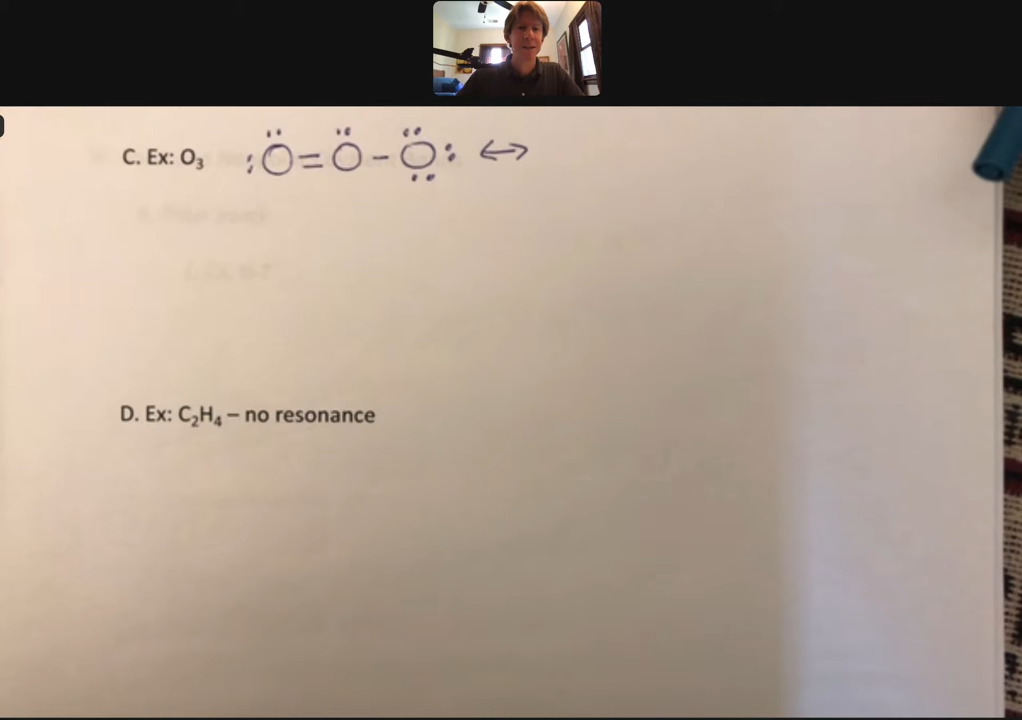 C. Ex: O₃ :Ö=Ö-Ö: ↔
D. Ex: C₂H₄ – no resonance